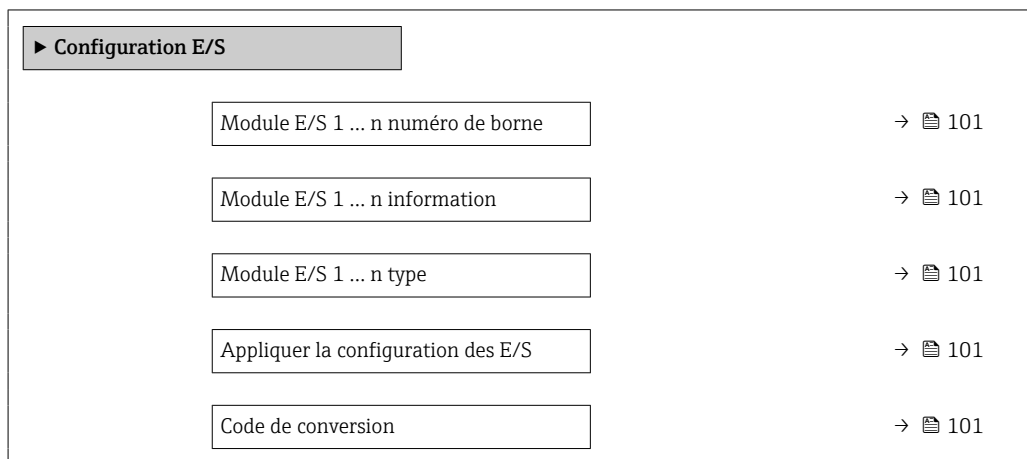 ► Configuration E/S
Module E/S 1 … n numéro de borne → 101
Module E/S 1 … n information → 101
Module E/S 1 … n type → 101
Appliquer la configuration des E/S → 101
Code de conversion → 101